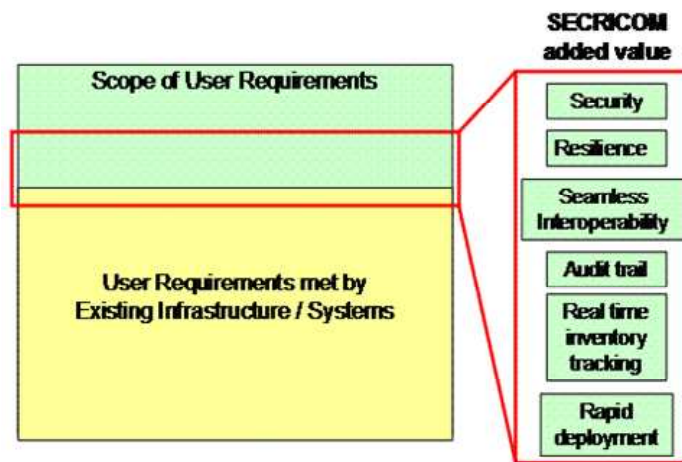 SECRICOM
added value
Scope of User Requirements
Security
Resilience
Seamless
Interoperability
User Requirements met by
Existing Infrastructure / Systems
Audit trail
Real time
inventory
tracking
Rapid
deployment